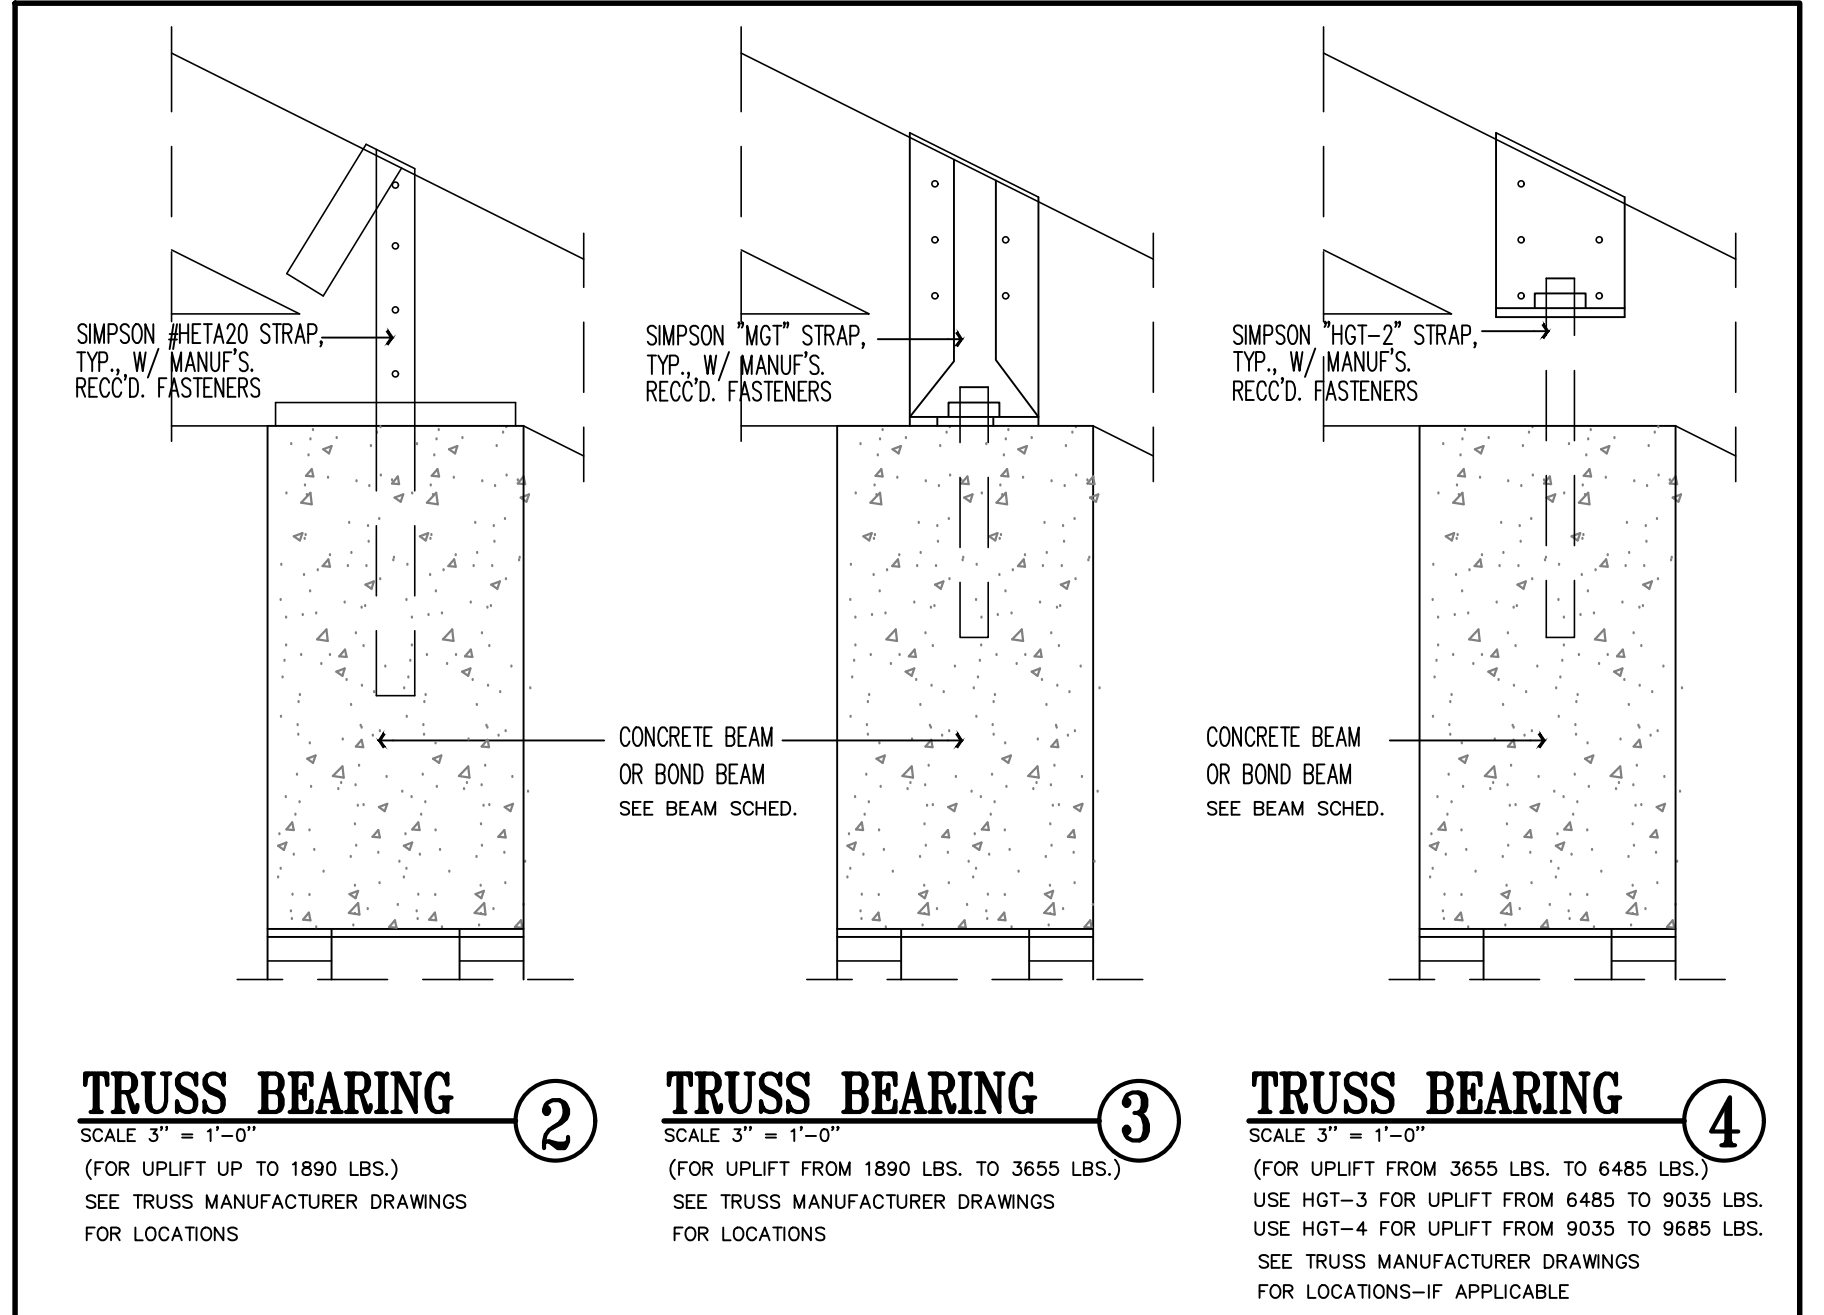 SIMPSON #HETA20 STRAP,
TYP., W/ MANUF'S.
RECC'D. FASTENERS
SIMPSON "MGT" STRAP,
TYP., W/ MANUF'S.
RECC'D. FASTENERS
SIMPSON "HGT-2" STRAP,
TYP., W/ MANUF'S.
RECC'D. FASTENERS
CONCRETE BEAM
OR BOND BEAM
SEE BEAM SCHED.
CONCRETE BEAM
OR BOND BEAM
SEE BEAM SCHED.
TRUSS BEARING 2
SCALE 3" = 1'-0"
(FOR UPLIFT UP TO 1890 LBS.)
SEE TRUSS MANUFACTURER DRAWINGS
FOR LOCATIONS
TRUSS BEARING 3
SCALE 3" = 1'-0"
(FOR UPLIFT FROM 1890 LBS. TO 3655 LBS.)
SEE TRUSS MANUFACTURER DRAWINGS
FOR LOCATIONS
TRUSS BEARING 4
SCALE 3" = 1'-0"
(FOR UPLIFT FROM 3655 LBS. TO 6485 LBS.)
USE HGT-3 FOR UPLIFT FROM 6485 TO 9035 LBS.
USE HGT-4 FOR UPLIFT FROM 9035 TO 9685 LBS.
SEE TRUSS MANUFACTURER DRAWINGS
FOR LOCATIONS-IF APPLICABLE